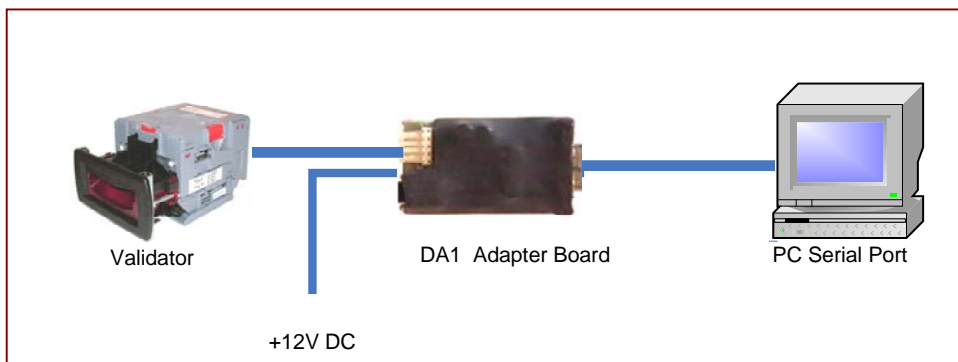 Validator
DA1 Adapter Board
PC Serial Port
+12V DC